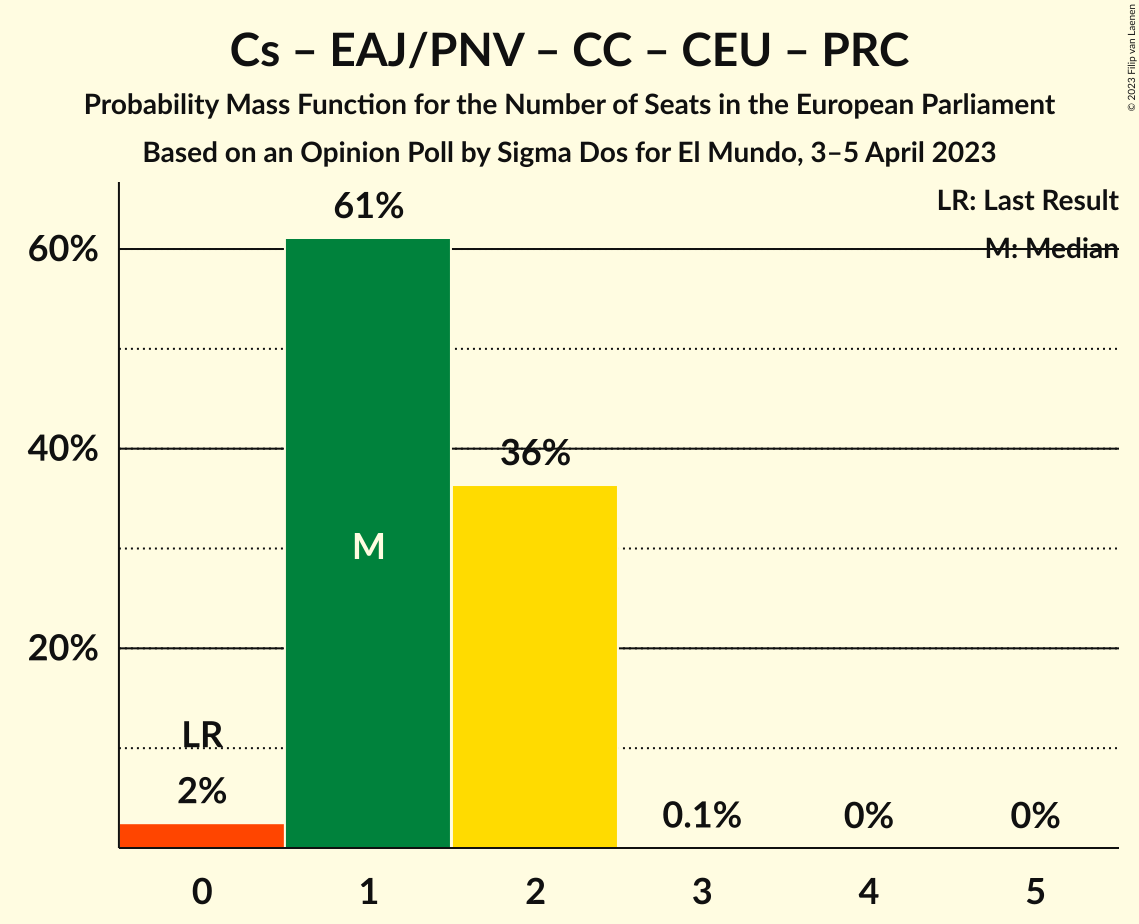 Cs – EAJ/PNV – CC – CEU – PRC
Probability Mass Function for the Number of Seats in the European Parliament
Based on an Opinion Poll by Sigma Dos for El Mundo, 3–5 April 2023
© 2023 Filip van Laenen
LR: Last Result
M: Median
61%
60%
40%
36%
M
20%
LR
2%
0.1%
0%
0%
0 1 2 3 4 5